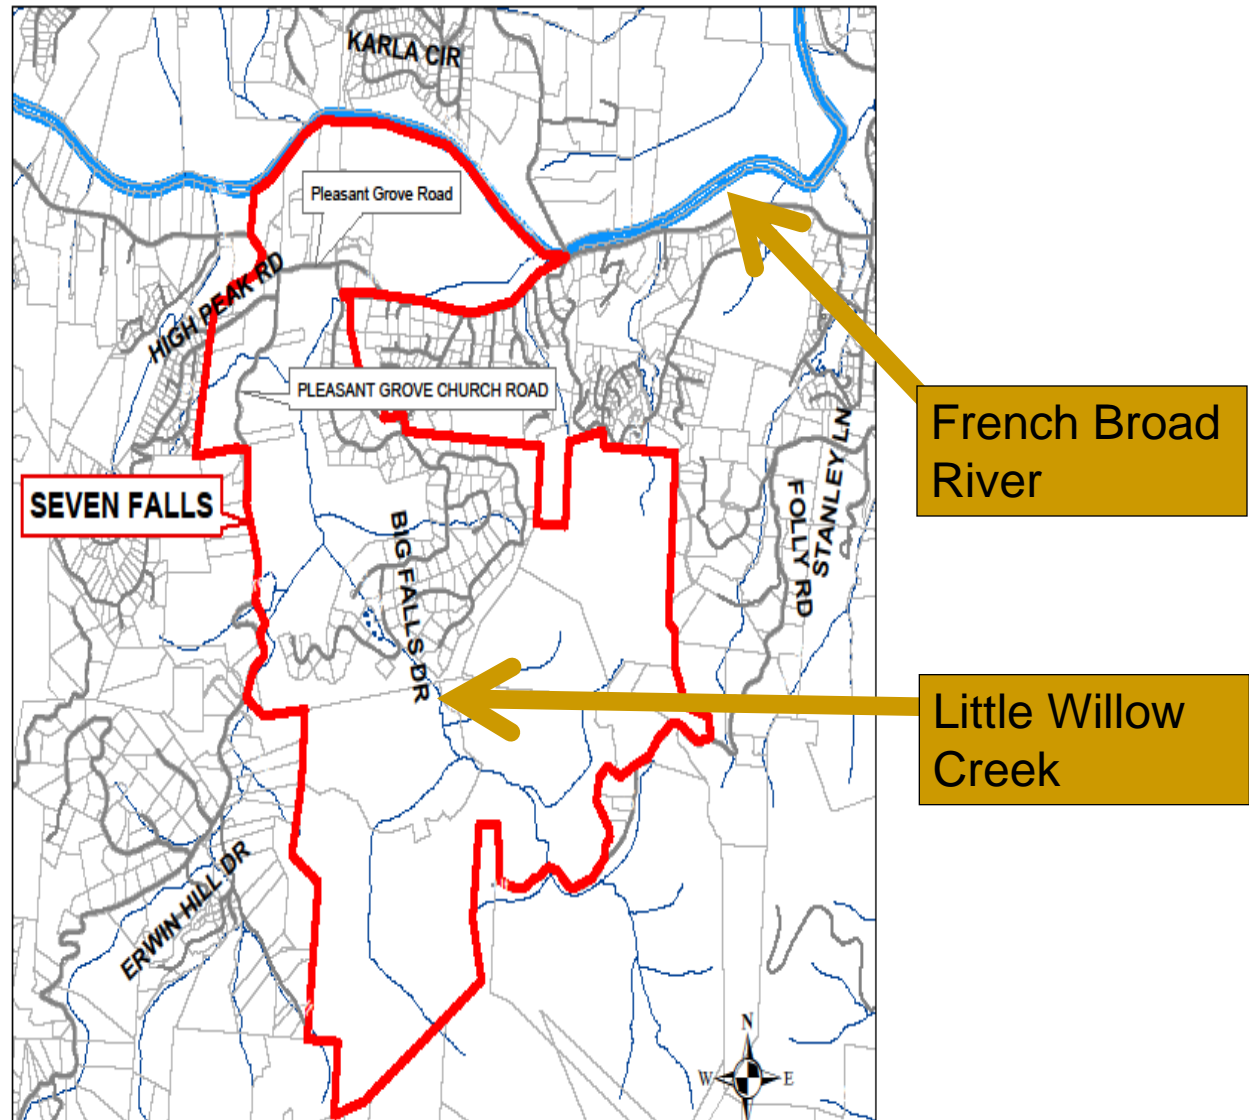 KARLA CIR
Pleasant Grove Road
HIGH PEAK RD
PLEASANT GROVE CHURCH ROAD
French Broad
River
STANLEY LN
FOLLY RD
SEVEN FALLS
BIG FALLS DR
Little Willow
Creek
ERWIN HILL DR
N
W
E